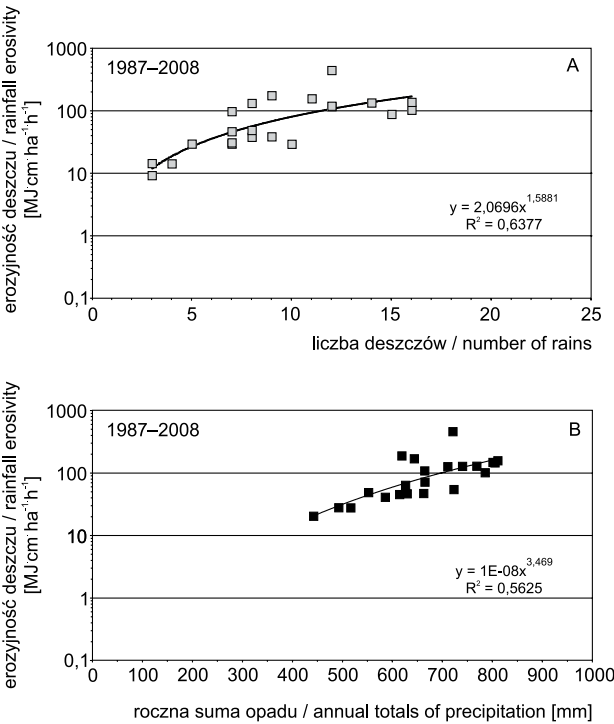 erozyjność deszczu / rainfall erosivity
[MJ·cm·ha⁻¹·h⁻¹]
1000
100
10
1
0,1
1987–2008
A
y = 2,0696x^1,5881
R² = 0,6377
0 5 10 15 20 25
liczba deszczów / number of rains
erozyjność deszczu / rainfall erosivity
[MJ·cm·ha⁻¹·h⁻¹]
1000
100
10
1
0,1
1987–2008
B
y = 1E-08x^3,469
R² = 0,5625
0 100 200 300 400 500 600 700 800 900 1000
roczna suma opadu / annual totals of precipitation [mm]